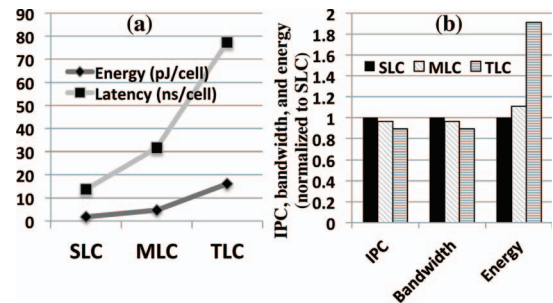 (a)
90
80
70
60
50
40
30
20
10
0
Energy (pJ/cell)
Latency (ns/cell)
SLC MLC TLC
(b)
IPC, bandwidth, and energy
(normalized to SLC)
2
1.8
1.6
1.4
1.2
1
0.8
0.6
0.4
0.2
0
SLC MLC TLC
IPC
Bandwidth
Energy